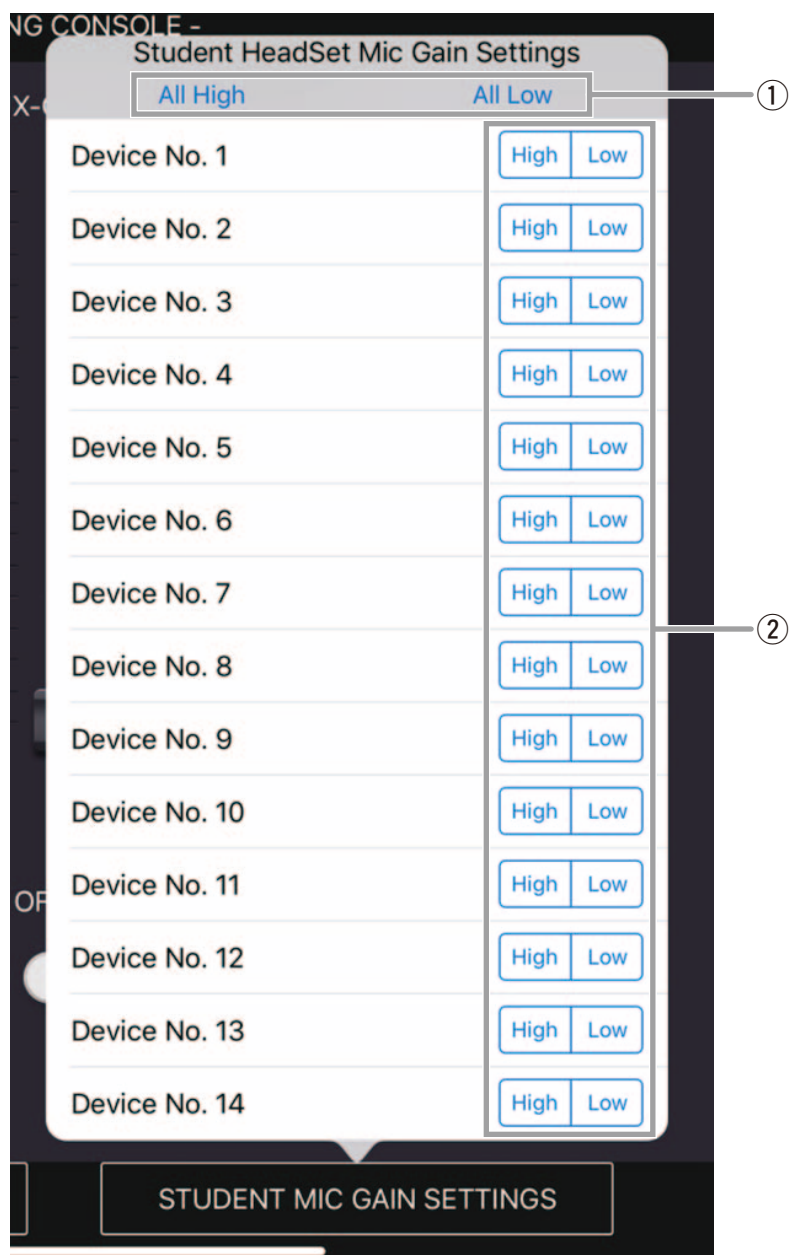 NG CONSOLE -
Student HeadSet Mic Gain Settings
All High All Low
①
X-
Device No. 1 High Low
Device No. 2 High Low
Device No. 3 High Low
Device No. 4 High Low
Device No. 5 High Low
Device No. 6 High Low
Device No. 7 High Low
②
Device No. 8 High Low
Device No. 9 High Low
Device No. 10 High Low
Device No. 11 High Low
OF
Device No. 12 High Low
Device No. 13 High Low
Device No. 14 High Low
STUDENT MIC GAIN SETTINGS